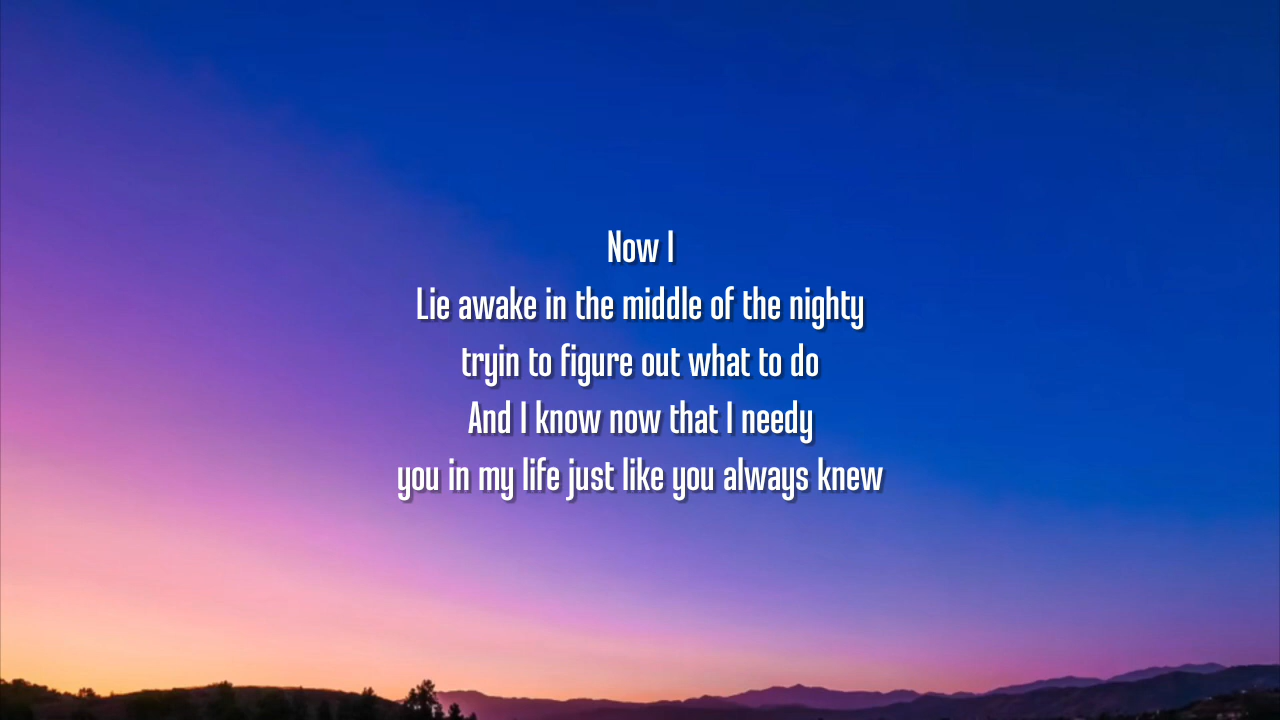 Now I
Lie awake in the middle of the nighty
tryin to figure out what to do
And I know now that I needy
you in my life just like you always knew